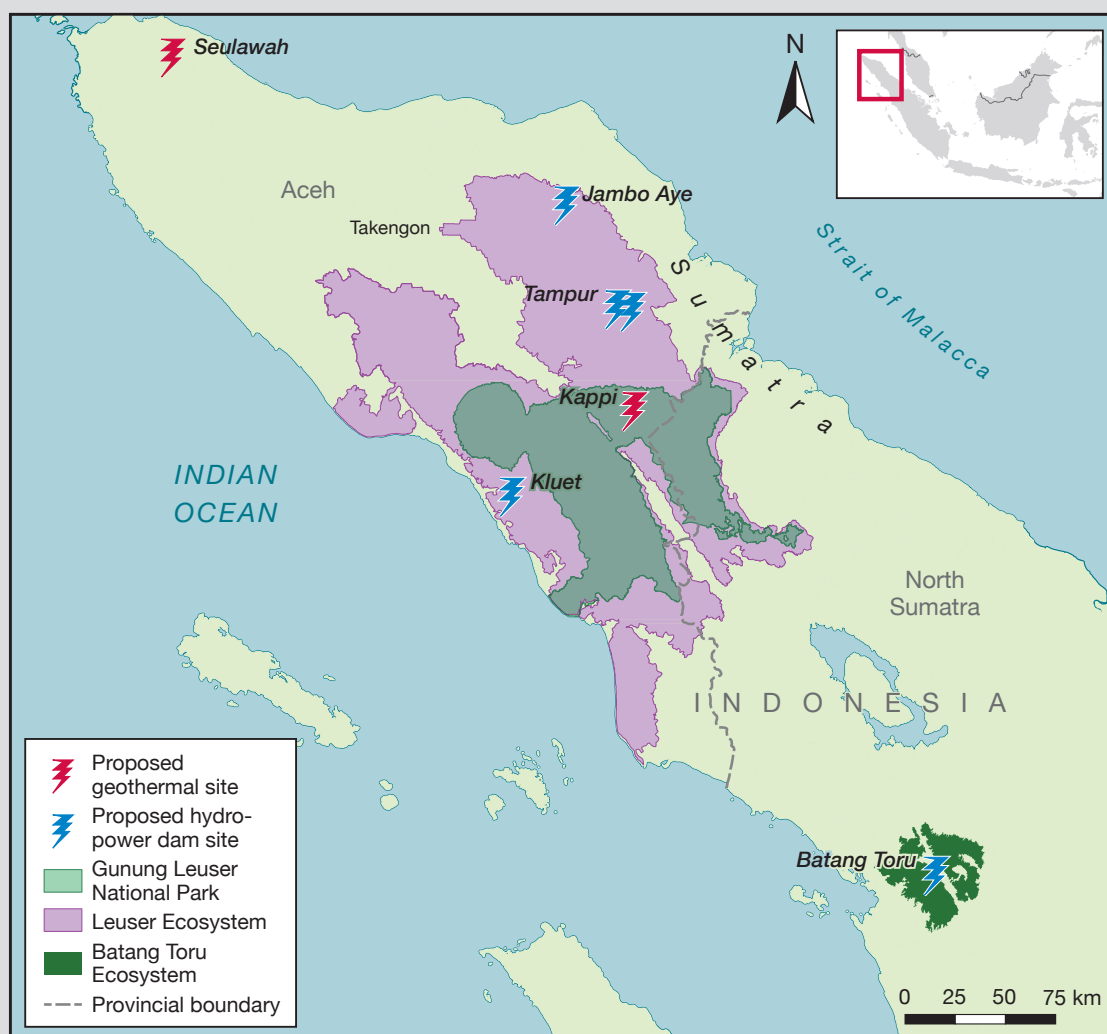 Seulawah
N
Aceh
Jambo Aye
Takengon
Strait of Malacca
Tampur
Sumatra
Kappi
INDIAN
OCEAN
Kluet
North
Sumatra
INDONESIA
Proposed
geothermal site
Proposed hydro-
power dam site
Gunung Leuser
National Park
Leuser Ecosystem
Batang Toru
Ecosystem
Provincial boundary
Batang Toru
0 25 50 75 km